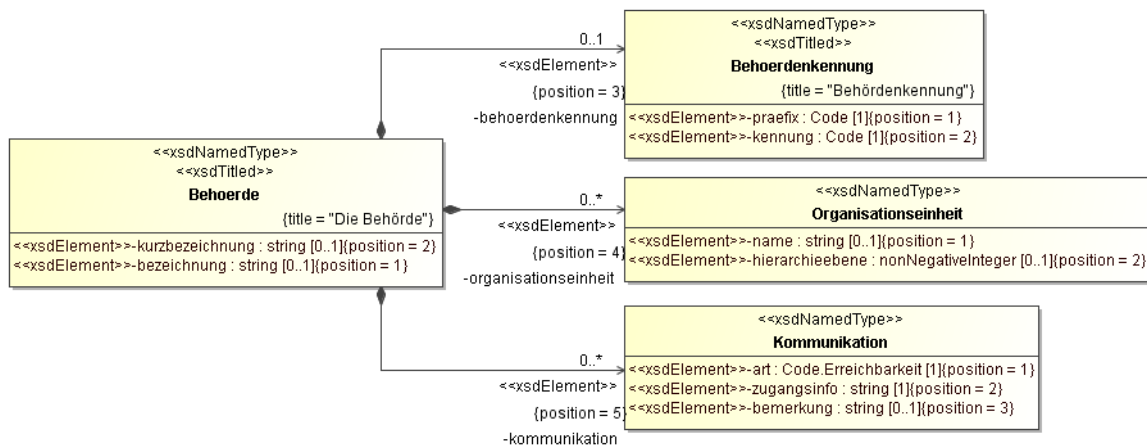 <<xsdNamedType>>
<<xsdTitled>>
Behoerde
{title = "Die Behörde"}
<<xsdElement>>-kurzbezeichnung : string [0..1]{position = 2}
<<xsdElement>>-bezeichnung : string [0..1]{position = 1}
0..1
<<xsdElement>>
{position = 3}
-behoerdenkennung
<<xsdNamedType>>
<<xsdTitled>>
Behoerdenkennung
{title = "Behördenkennung"}
<<xsdElement>>-praefix : Code [1]{position = 1}
<<xsdElement>>-kennung : Code [1]{position = 2}
0..*
<<xsdElement>>
{position = 4}
-organisationseinheit
<<xsdNamedType>>
Organisationseinheit
<<xsdElement>>-name : string [0..1]{position = 1}
<<xsdElement>>-hierarchieebene : nonNegativeInteger [0..1]{position = 2}
0..*
<<xsdElement>>
{position = 5}
-kommunikation
<<xsdNamedType>>
Kommunikation
<<xsdElement>>-art : Code.Erreichbarkeit [1]{position = 1}
<<xsdElement>>-zugangsinfo : string [1]{position = 2}
<<xsdElement>>-bemerkung : string [0..1]{position = 3}